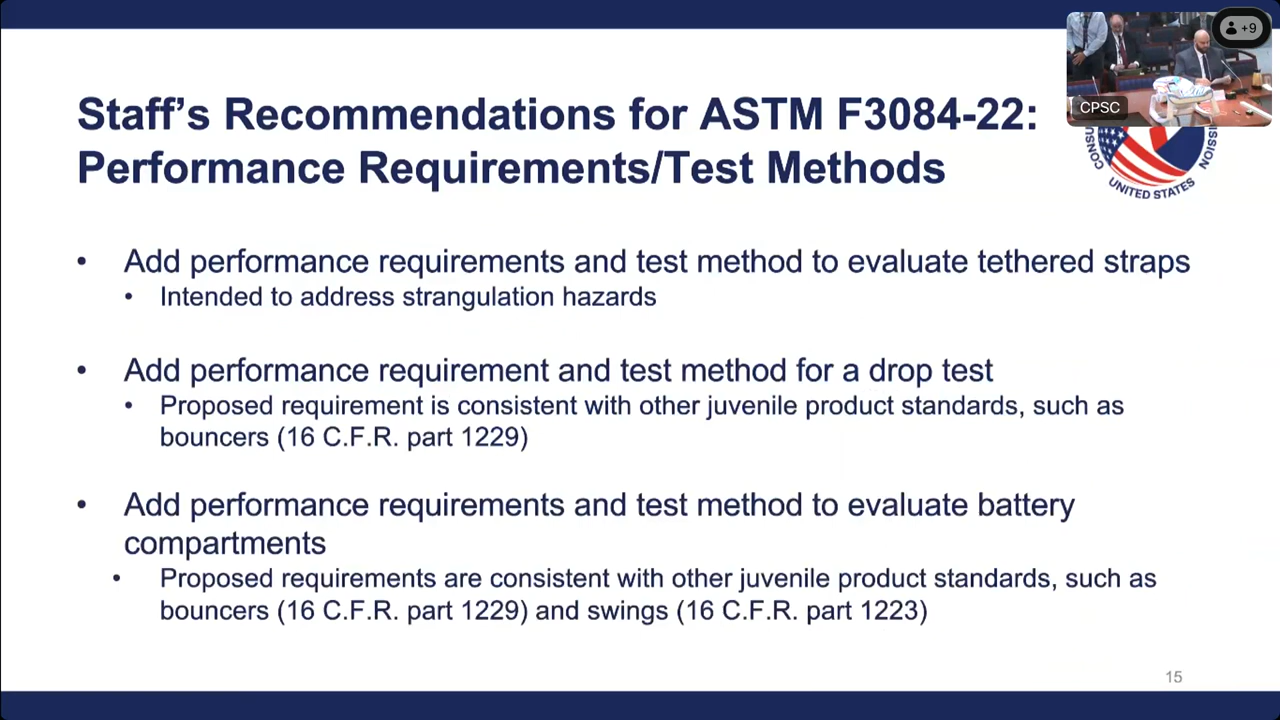 +9
CPSC
Staff’s Recommendations for ASTM F3084-22:
Performance Requirements/Test Methods
UNITED STATES
• Add performance requirements and test method to evaluate tethered straps
• Intended to address strangulation hazards
• Add performance requirement and test method for a drop test
• Proposed requirement is consistent with other juvenile product standards, such as
bouncers (16 C.F.R. part 1229)
• Add performance requirements and test method to evaluate battery
compartments
• Proposed requirements are consistent with other juvenile product standards, such as
bouncers (16 C.F.R. part 1229) and swings (16 C.F.R. part 1223)
15